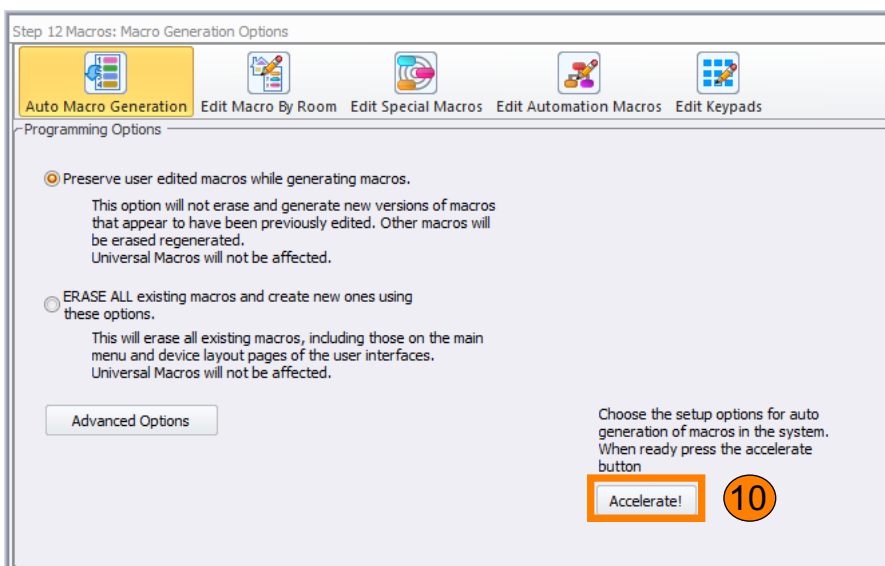 Step 12 Macros: Macro Generation Options
Auto Macro Generation Edit Macro By Room Edit Special Macros Edit Automation Macros Edit Keypads
Programming Options
Preserve user edited macros while generating macros.
This option will not erase and generate new versions of macros
that appear to have been previously edited. Other macros will
be erased regenerated.
Universal Macros will not be affected.
ERASE ALL existing macros and create new ones using
these options.
This will erase all existing macros, including those on the main
menu and device layout pages of the user interfaces.
Universal Macros will not be affected.
Advanced Options
Choose the setup options for auto
generation of macros in the system.
When ready press the accelerate
button
Accelerate! 10